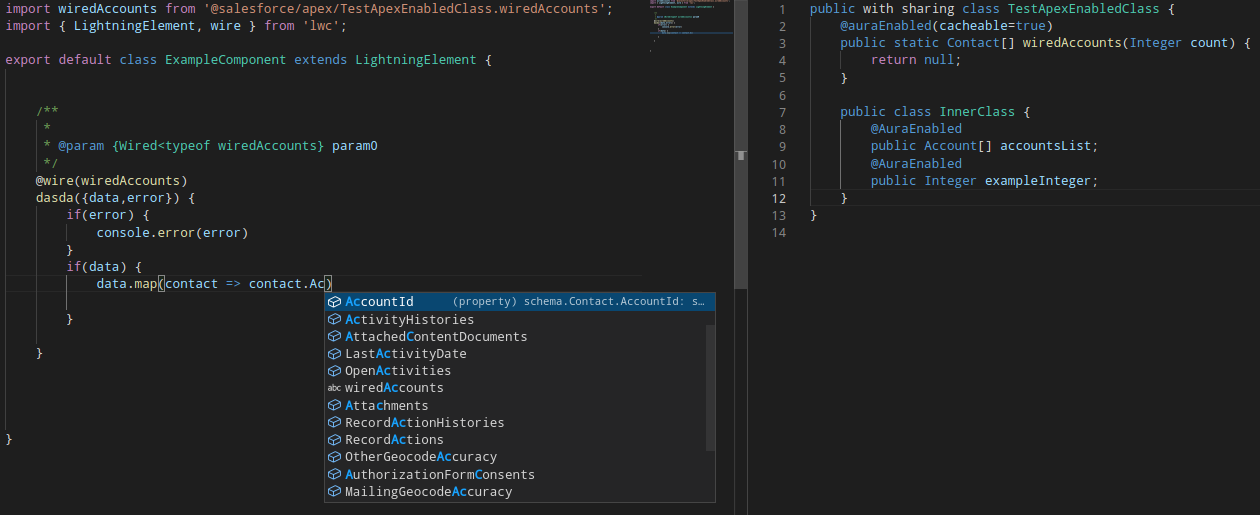 import wiredAccounts from '@salesforce/apex/TestApexEnabledClass.wiredAccounts';
import { LightningElement, wire } from 'lwc';
export default class ExampleComponent extends LightningElement {
/**
*
* @param {Wired<typeof wiredAccounts} param0
*/
@wire(wiredAccounts)
dasda({data,error}) {
if(error) {
console.error(error)
}
if(data) {
data.map(contact => contact.Ac)
}
}
}
AccountId (property) schema.Contact.AccountId: s…
ActivityHistories
AttachedContentDocuments
LastActivityDate
OpenActivities
abc wiredAccounts
Attachments
RecordActionHistories
RecordActions
OtherGeocodeAccuracy
AuthorizationFormConsents
MailingGeocodeAccuracy
1 public with sharing class TestApexEnabledClass {
2 @auraEnabled(cacheable=true)
3 public static Contact[] wiredAccounts(Integer count) {
4 return null;
5 }
6
7 public class InnerClass {
8 @AuraEnabled
9 public Account[] accountsList;
10 @AuraEnabled
11 public Integer exampleInteger;
12 }
13 }
14